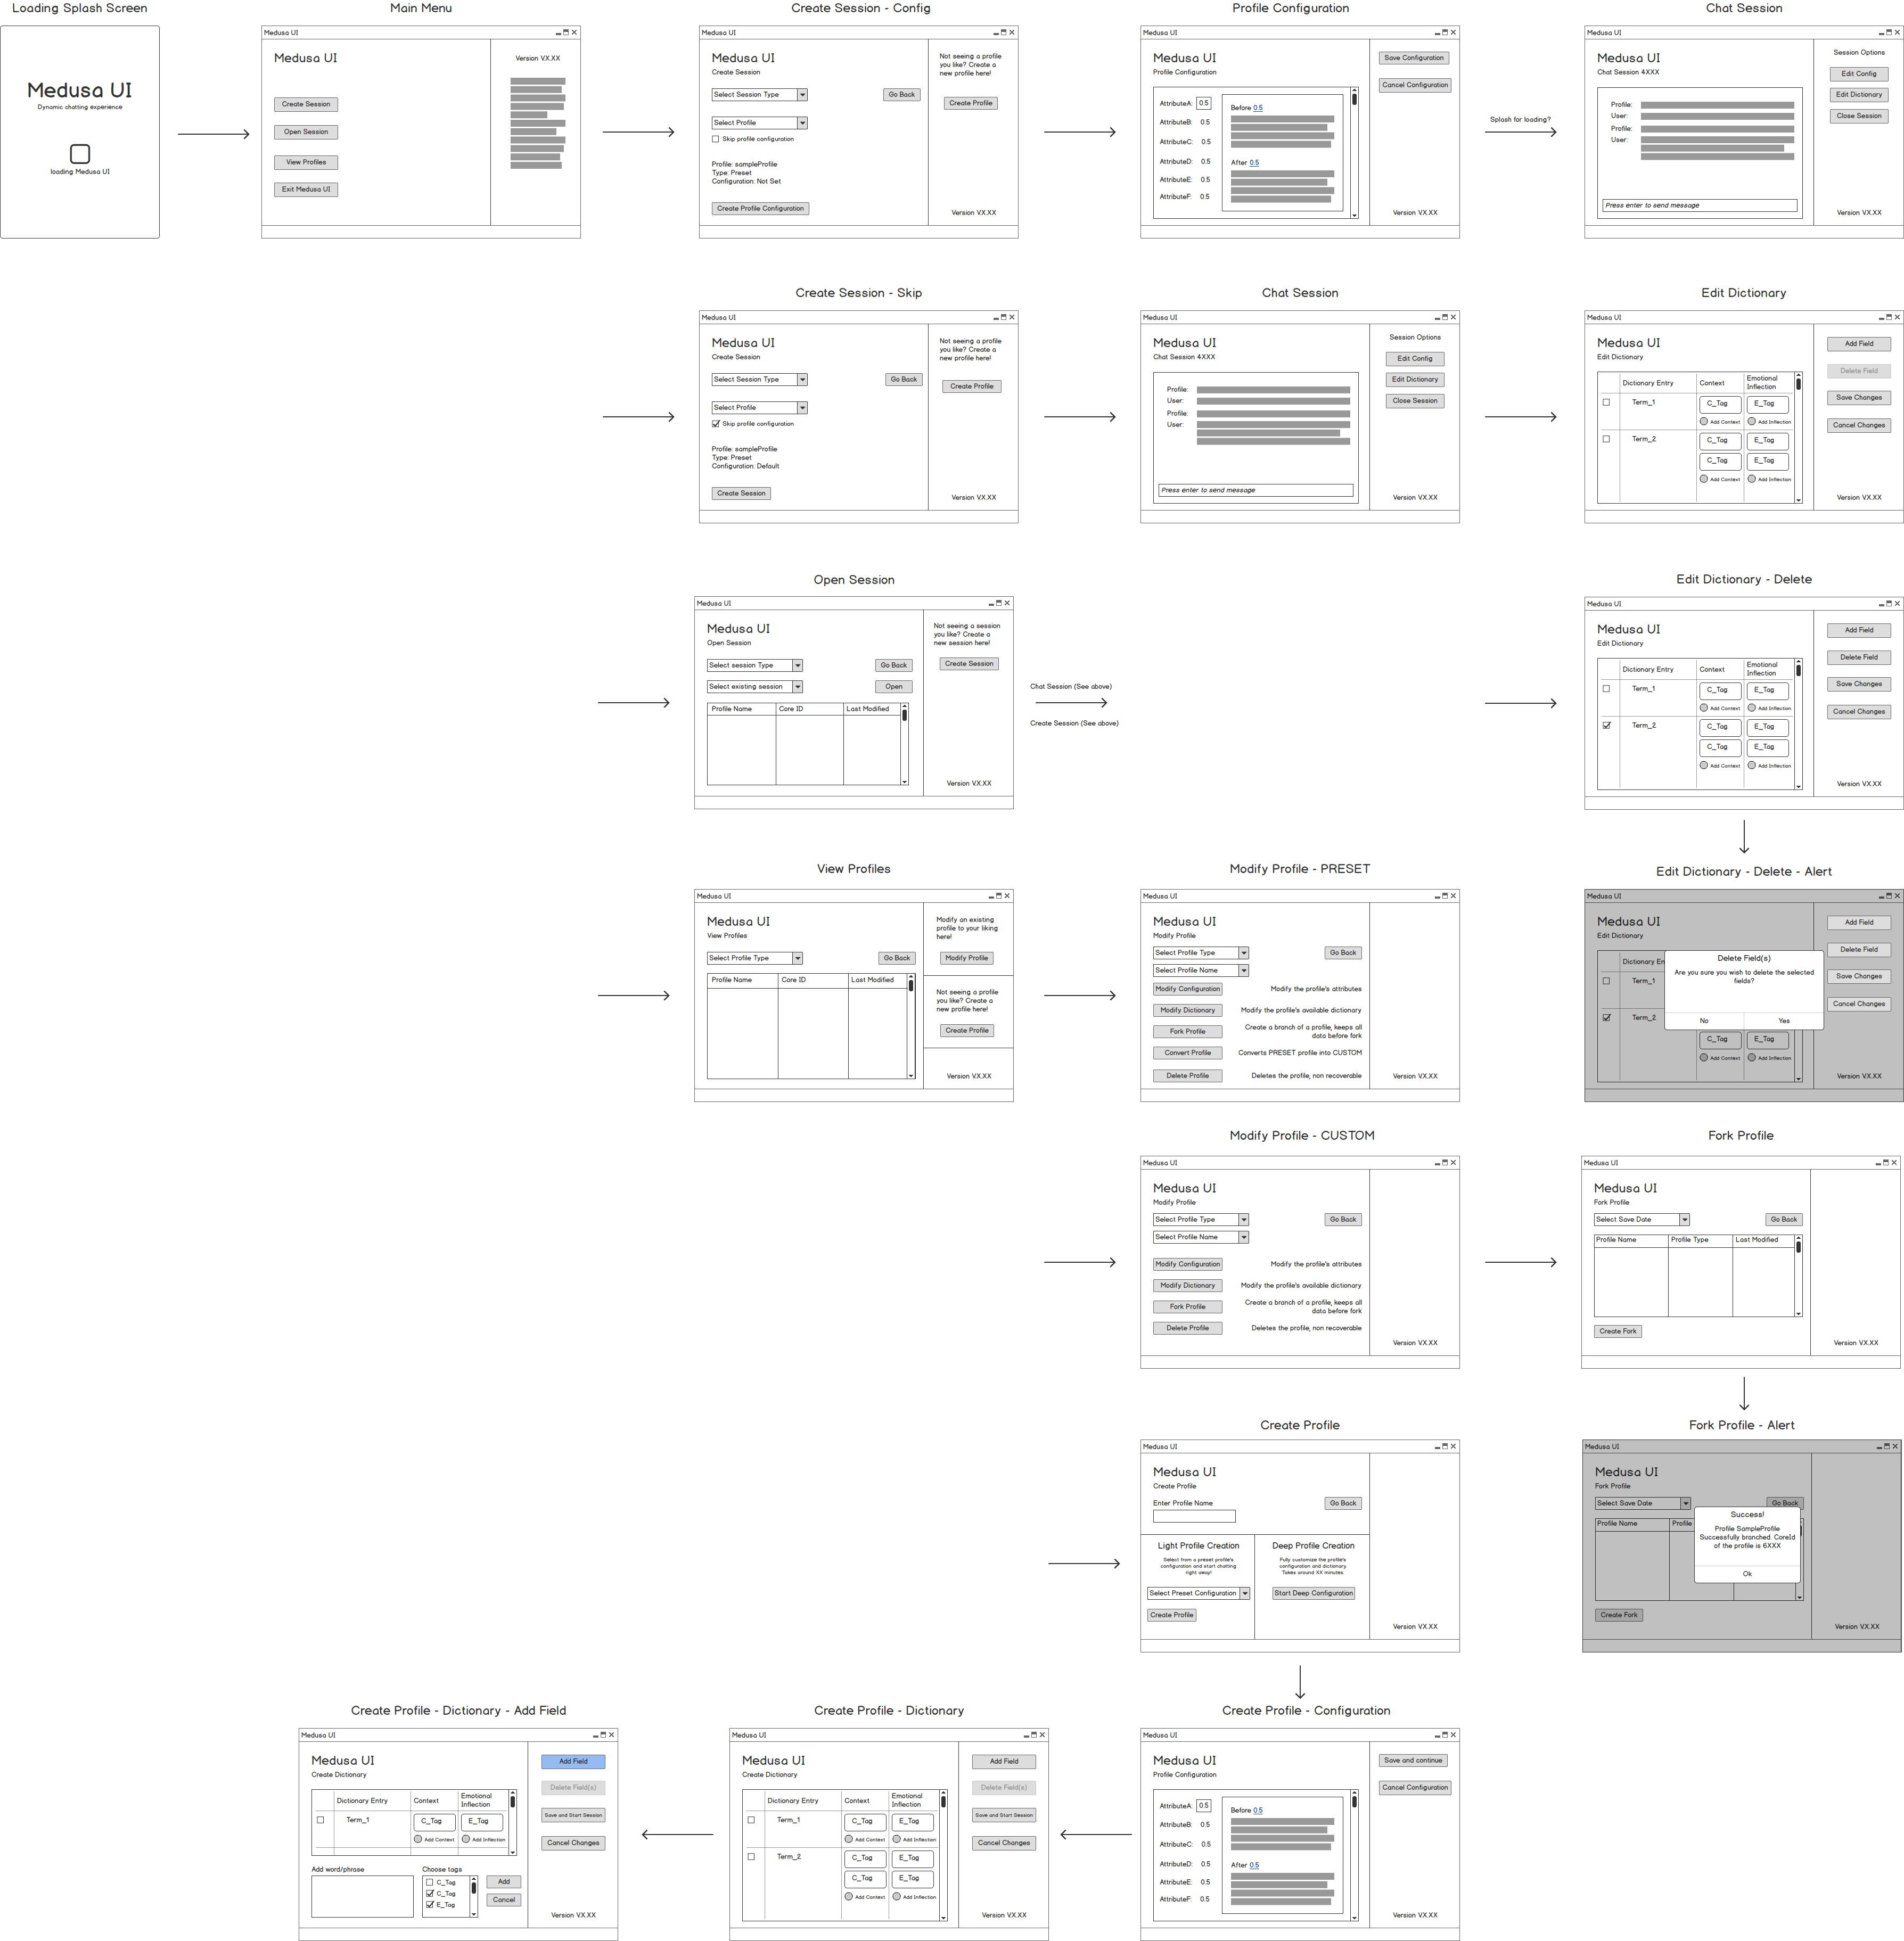 Loading Splash Screen
Medusa UI
Dynamic chatting experience
loading Medusa UI
Main Menu
Medusa UI
Medusa UI
Create Session
Open Session
View Profiles
Exit Medusa UI
Version V.X.XX
Create Session - Config
Medusa UI
Medusa UI
Create Session
Select Session Type
Go Back
Select Profile
Skip profile configuration
Profile: sampleProfile
Type: Preset
Configuration: Not Set
Create Profile Configuration
Not seeing a profile
you like? Create a
new profile here!
Create Profile
Version V.X.XX
Profile Configuration
Medusa UI
Medusa UI
Profile Configuration
AttributeA: 0.5
AttributeB: 0.5
AttributeC: 0.5
AttributeD: 0.5
AttributeE: 0.5
AttributeF: 0.5
Before 0.5
After 0.5
Save Configuration
Cancel Configuration
Version V.X.XX
Splash for loading?
Chat Session
Medusa UI
Medusa UI
Chat Session 4XXX
Profile:
User:
Profile:
User:
Press enter to send message
Session Options
Edit Config
Edit Dictionary
Close Session
Version V.X.XX
Create Session - Skip
Medusa UI
Medusa UI
Create Session
Select Session Type
Go Back
Select Profile
Skip profile configuration
Profile: sampleProfile
Type: Preset
Configuration: Default
Create Session
Not seeing a profile
you like? Create a
new profile here!
Create Profile
Version V.X.XX
Chat Session
Medusa UI
Medusa UI
Chat Session 4XXX
Profile:
User:
Profile:
User:
Press enter to send message
Session Options
Edit Config
Edit Dictionary
Close Session
Version V.X.XX
Edit Dictionary
Medusa UI
Medusa UI
Edit Dictionary
Dictionary Entry Context Emotional
Inflection
Term_1 C_Tag E_Tag
Add Context Add Inflection
Term_2 C_Tag E_Tag
C_Tag E_Tag
Add Context Add Inflection
Add Field
Delete Field
Save Changes
Cancel Changes
Version V.X.XX
Open Session
Medusa UI
Medusa UI
Open Session
Select session Type
Go Back
Select existing session
Open
Profile Name Core ID Last Modified
Not seeing a session
you like? Create a
new session here!
Create Session
Version V.X.XX
Chat Session (See above)
Create Session (See above)
Edit Dictionary - Delete
Medusa UI
Medusa UI
Edit Dictionary
Dictionary Entry Context Emotional
Inflection
Term_1 C_Tag E_Tag
Add Context Add Inflection
Term_2 C_Tag E_Tag
C_Tag E_Tag
Add Context Add Inflection
Add Field
Delete Field
Save Changes
Cancel Changes
Version V.X.XX
View Profiles
Medusa UI
Medusa UI
View Profiles
Select Profile Type
Go Back
Profile Name Core ID Last Modified
Modify an existing
profile to your liking
here!
Modify Profile
Not seeing a profile
you like? Create a
new profile here!
Create Profile
Version V.X.XX
Modify Profile - PRESET
Medusa UI
Medusa UI
Modify Profile
Select Profile Type
Go Back
Select Profile Name
Modify Configuration Modify the profile's attributes
Modify Dictionary Modify the profile's available dictionary
Fork Profile Create a branch of a profile, keeps all
data before fork
Convert Profile Converts PRESET profile into CUSTOM
Delete Profile Deletes the profile, non recoverable
Version V.X.XX
Edit Dictionary - Delete - Alert
Medusa UI
Medusa UI
Edit Dictionary
Dictionary En
Term_1
Term_2
C_Tag E_Tag
Add Context Add Inflection
Delete Field(s)
Are you sure you wish to delete the selected
fields?
No Yes
Add Field
Delete Field
Save Changes
Cancel Changes
Version V.X.XX
Modify Profile - CUSTOM
Medusa UI
Medusa UI
Modify Profile
Select Profile Type
Go Back
Select Profile Name
Modify Configuration Modify the profile's attributes
Modify Dictionary Modify the profile's available dictionary
Fork Profile Create a branch of a profile, keeps all
data before fork
Delete Profile Deletes the profile, non recoverable
Version V.X.XX
Fork Profile
Medusa UI
Medusa UI
Fork Profile
Select Save Date
Go Back
Profile Name Profile Type Last Modified
Create Fork
Version V.X.XX
Create Profile
Medusa UI
Medusa UI
Create Profile
Enter Profile Name
Go Back
Light Profile Creation
Select from a preset profile's
configuration and start chatting
right away!
Select Preset Configuration
Create Profile
Deep Profile Creation
Fully customize the profile's
configuration and dictionary
Takes around XX minutes.
Start Deep Configuration
Version V.X.XX
Fork Profile - Alert
Medusa UI
Medusa UI
Fork Profile
Select Save Date
Go Back
Profile Name Profile
Success!
Profile SampleProfile
Successfully branched. CoreId
of the profile is 6XXX
Ok
Create Fork
Version V.X.XX
Create Profile - Dictionary - Add Field
Medusa UI
Medusa UI
Create Dictionary
Dictionary Entry Context Emotional
Inflection
Term_1 C_Tag E_Tag
Add Context Add Inflection
Add word/phrase
Choose tags
C_Tag
C_Tag
E_Tag
Add
Cancel
Add Field
Delete Field(s)
Save and Start Session
Cancel Changes
Version V.X.XX
Create Profile - Dictionary
Medusa UI
Medusa UI
Create Dictionary
Dictionary Entry Context Emotional
Inflection
Term_1 C_Tag E_Tag
Add Context Add Inflection
Term_2 C_Tag E_Tag
C_Tag E_Tag
Add Context Add Inflection
Add Field
Delete Field(s)
Save and Start Session
Cancel Changes
Version V.X.XX
Create Profile - Configuration
Medusa UI
Medusa UI
Profile Configuration
AttributeA: 0.5
AttributeB: 0.5
AttributeC: 0.5
AttributeD: 0.5
AttributeE: 0.5
AttributeF: 0.5
Before 0.5
After 0.5
Save and continue
Cancel Configuration
Version V.X.XX